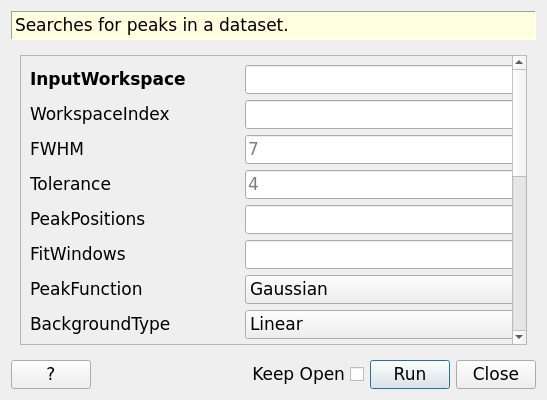 Searches for peaks in a dataset.
InputWorkspace
WorkspaceIndex
FWHM 7
Tolerance 4
PeakPositions
FitWindows
PeakFunction Gaussian
BackgroundType Linear
? Keep Open Run Close